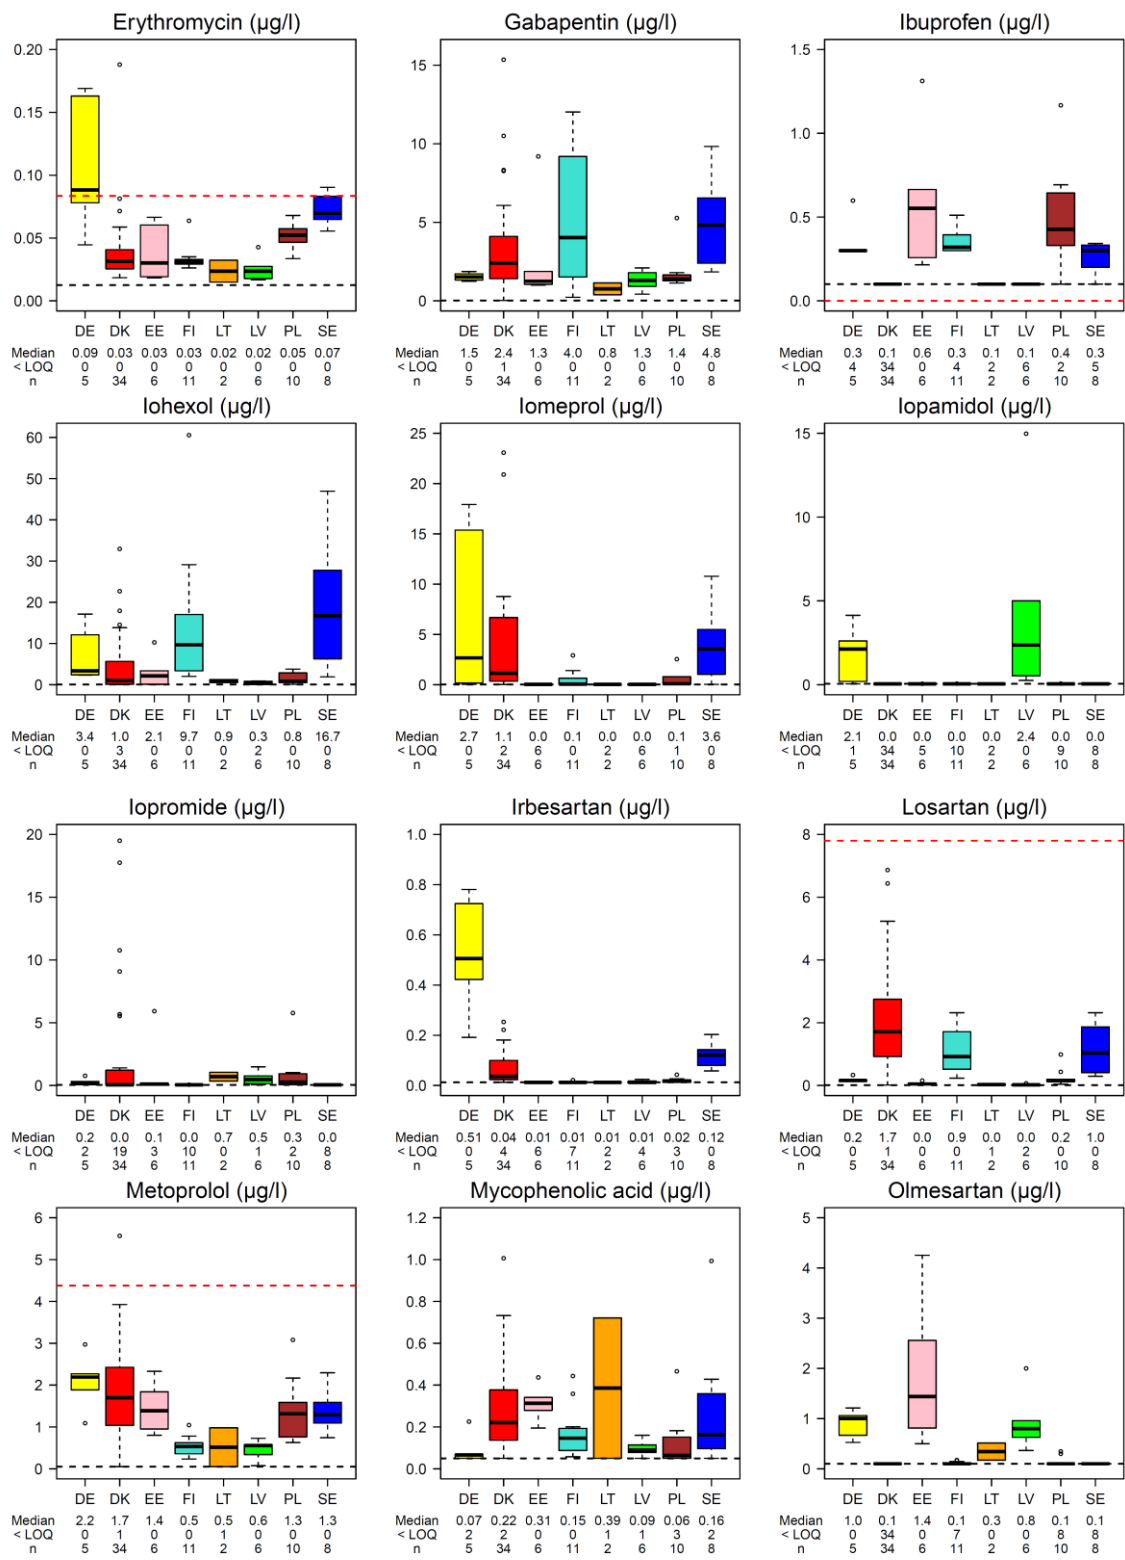 Erythromycin (µg/l)
0.20
0.15
0.10
0.05
0.00
DE DK EE FI LT LV PL SE
Median 0.09 0.03 0.03 0.03 0.02 0.02 0.05 0.07
< LOQ 0 0 0 0 0 0 0 0
n 5 34 6 11 2 6 10 8
Gabapentin (µg/l)
15
10
5
0
DE DK EE FI LT LV PL SE
Median 1.5 2.4 1.3 4.0 0.8 1.3 1.4 4.8
< LOQ 0 1 0 0 0 0 0 0
n 5 34 6 11 2 6 10 8
Ibuprofen (µg/l)
1.5
1.0
0.5
0.0
DE DK EE FI LT LV PL SE
Median 0.3 0.1 0.6 0.3 0.1 0.1 0.4 0.3
< LOQ 4 34 0 4 2 6 2 5
n 5 34 6 11 2 6 10 8
Iohexol (µg/l)
60
50
40
30
20
10
0
DE DK EE FI LT LV PL SE
Median 3.4 1.0 2.1 9.7 0.9 0.3 0.8 16.7
< LOQ 0 3 0 0 0 2 0 0
n 5 34 6 11 2 6 10 8
Iomeprol (µg/l)
25
20
15
10
5
0
DE DK EE FI LT LV PL SE
Median 2.7 1.1 0.0 0.1 0.0 0.0 0.1 3.6
< LOQ 0 2 6 0 2 6 1 0
n 5 34 6 11 2 6 10 8
Iopamidol (µg/l)
15
10
5
0
DE DK EE FI LT LV PL SE
Median 2.1 0.0 0.0 0.0 0.0 2.4 0.0 0.0
< LOQ 1 34 5 10 2 0 9 8
n 5 34 6 11 2 6 10 8
Iopromide (µg/l)
20
15
10
5
0
DE DK EE FI LT LV PL SE
Median 0.2 0.0 0.1 0.0 0.7 0.5 0.3 0.0
< LOQ 2 19 3 10 0 1 2 8
n 5 34 6 11 2 6 10 8
Irbesartan (µg/l)
1.0
0.8
0.6
0.4
0.2
0.0
DE DK EE FI LT LV PL SE
Median 0.51 0.04 0.01 0.01 0.01 0.01 0.02 0.12
< LOQ 0 4 6 7 2 4 3 0
n 5 34 6 11 2 6 10 8
Losartan (µg/l)
8
6
4
2
0
DE DK EE FI LT LV PL SE
Median 0.2 1.7 0.0 0.9 0.0 0.0 0.2 1.0
< LOQ 0 1 0 0 1 2 0 0
n 5 34 6 11 2 6 10 8
Metoprolol (µg/l)
6
5
4
3
2
1
0
DE DK EE FI LT LV PL SE
Median 2.2 1.7 1.4 0.5 0.5 0.6 1.3 1.3
< LOQ 0 1 0 0 1 0 0 0
n 5 34 6 11 2 6 10 8
Mycophenolic acid (µg/l)
1.2
1.0
0.8
0.6
0.4
0.2
0.0
DE DK EE FI LT LV PL SE
Median 0.07 0.22 0.31 0.15 0.39 0.09 0.06 0.16
< LOQ 2 2 0 0 1 1 3 2
n 5 34 6 11 2 6 10 8
Olmesartan (µg/l)
5
4
3
2
1
0
DE DK EE FI LT LV PL SE
Median 1.0 0.1 1.4 0.1 0.3 0.8 0.1 0.1
< LOQ 0 34 0 7 0 0 8 8
n 5 34 6 11 2 6 10 8